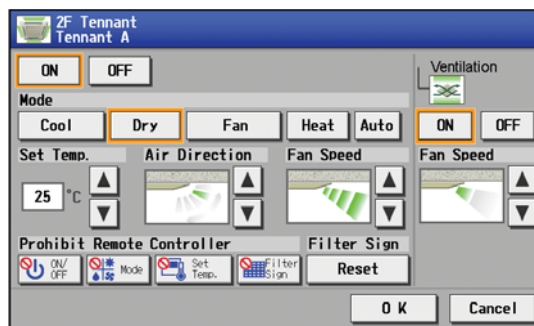 2F Tennant
Tennant A
ON OFF
Ventilation
Mode
Cool Dry Fan Heat Auto
ON OFF
Set Temp. Air Direction Fan Speed Fan Speed
25 °C
Prohibit Remote Controller Filter Sign
ON/OFF Mode Set Temp. Filter Sign Reset
OK Cancel